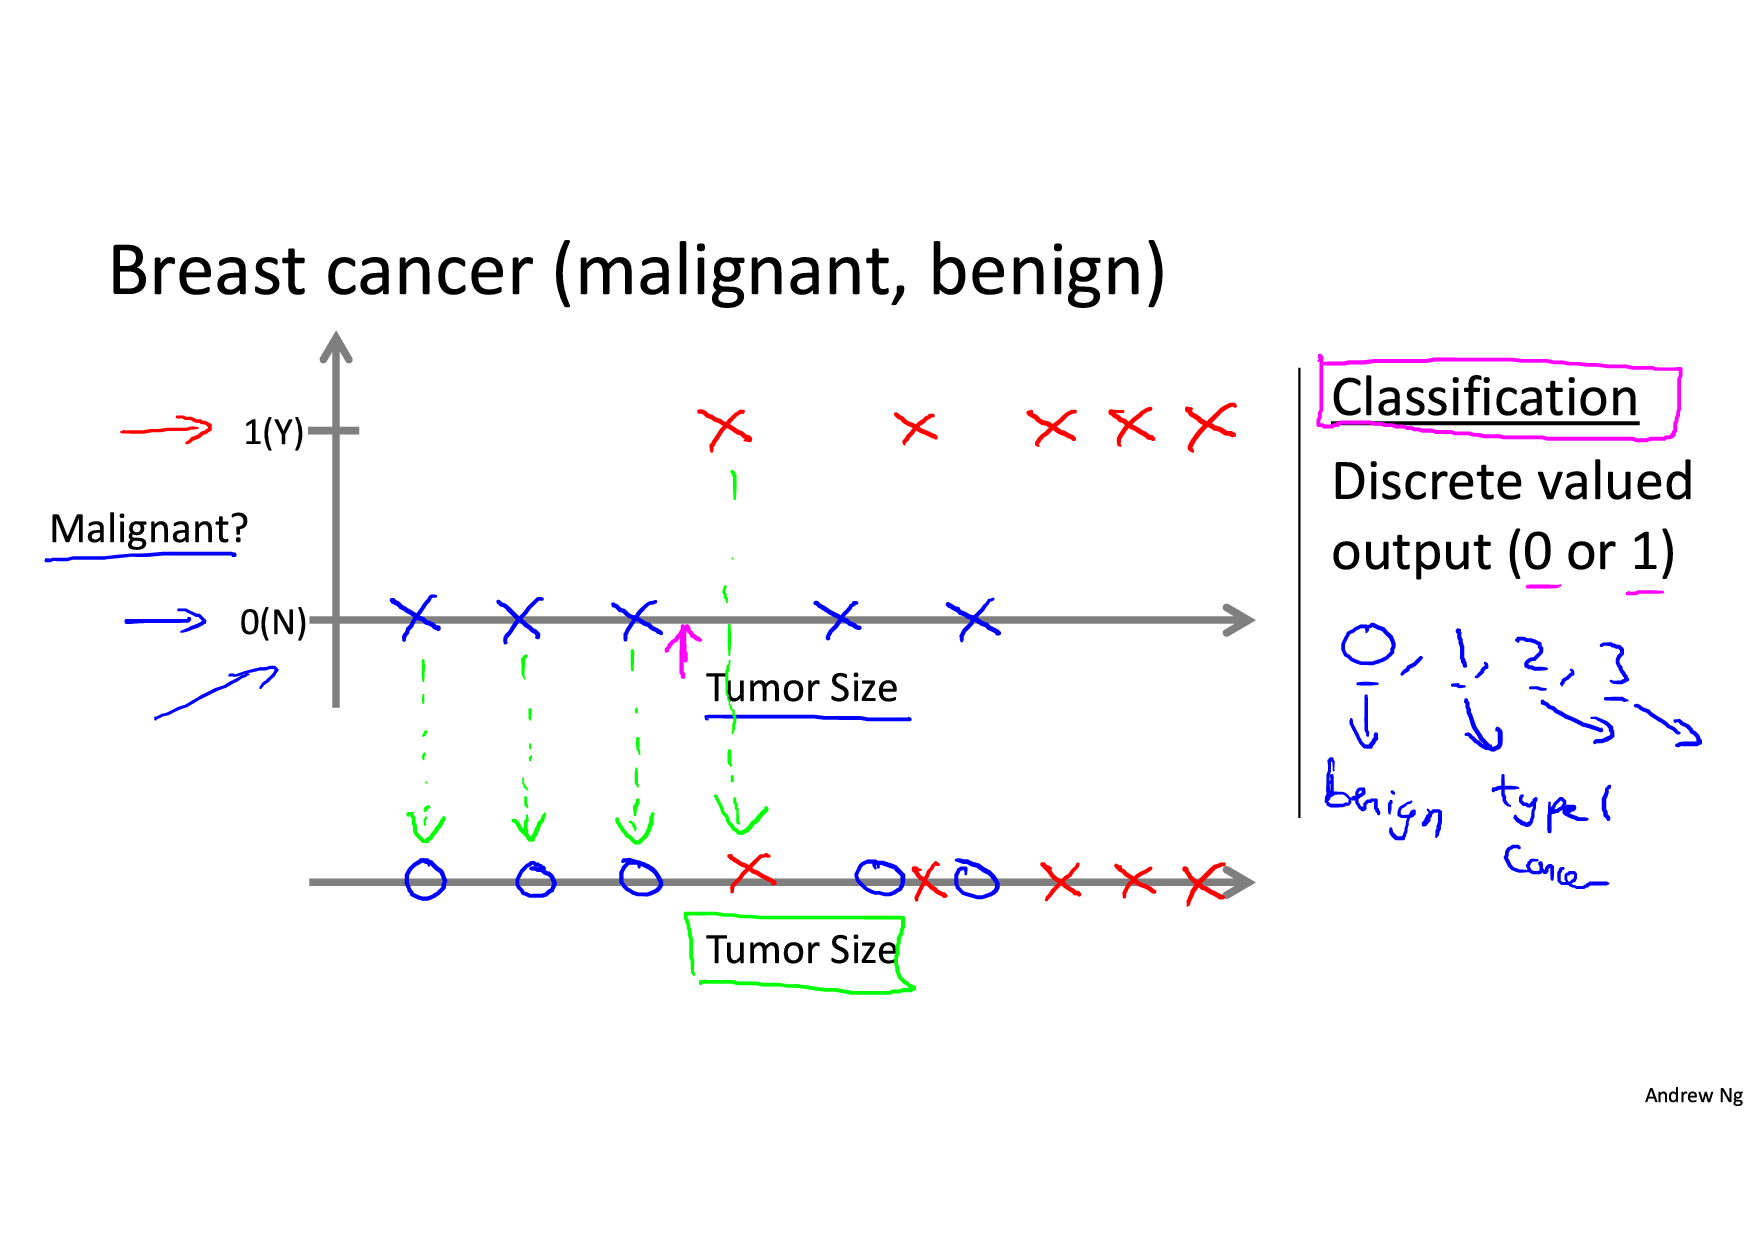 Breast cancer (malignant, benign)
1(Y)
Malignant?
0(N)
Tumor Size
Tumor Size
Classification
Discrete valued
output (0 or 1)
0, 1, 2, 3
benign
type 1
cancer
Andrew Ng